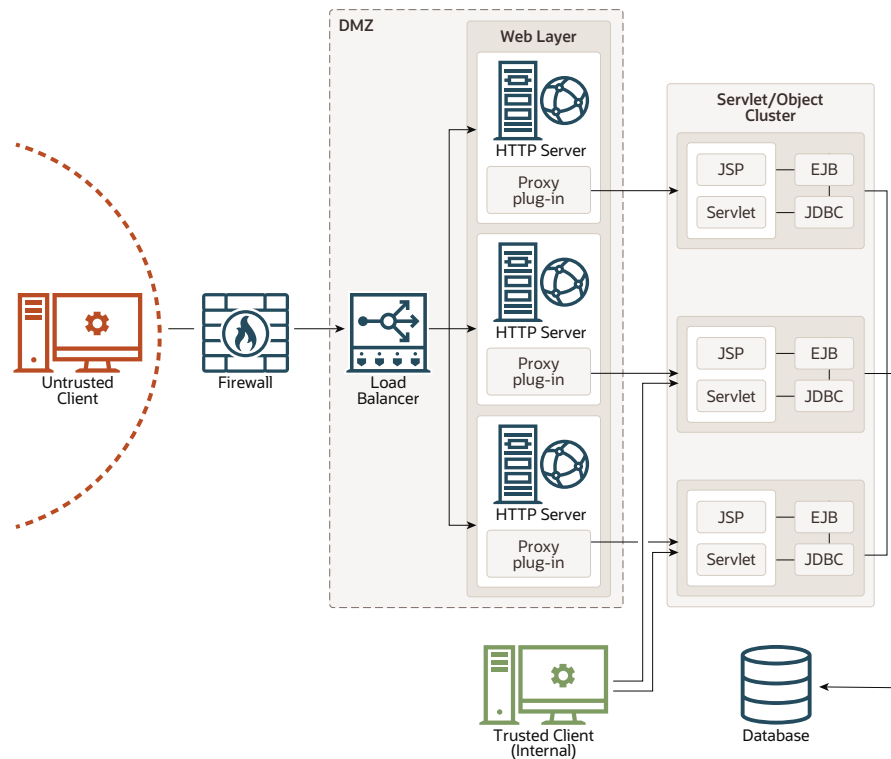 DMZ
Web Layer
HTTP Server
Proxy
plug-in
HTTP Server
Proxy
plug-in
HTTP Server
Proxy
plug-in
Servlet/Object
Cluster
JSP
EJB
Servlet
JDBC
JSP
EJB
Servlet
JDBC
JSP
EJB
Servlet
JDBC
Untrusted
Client
Firewall
Load
Balancer
Trusted Client
(Internal)
Database